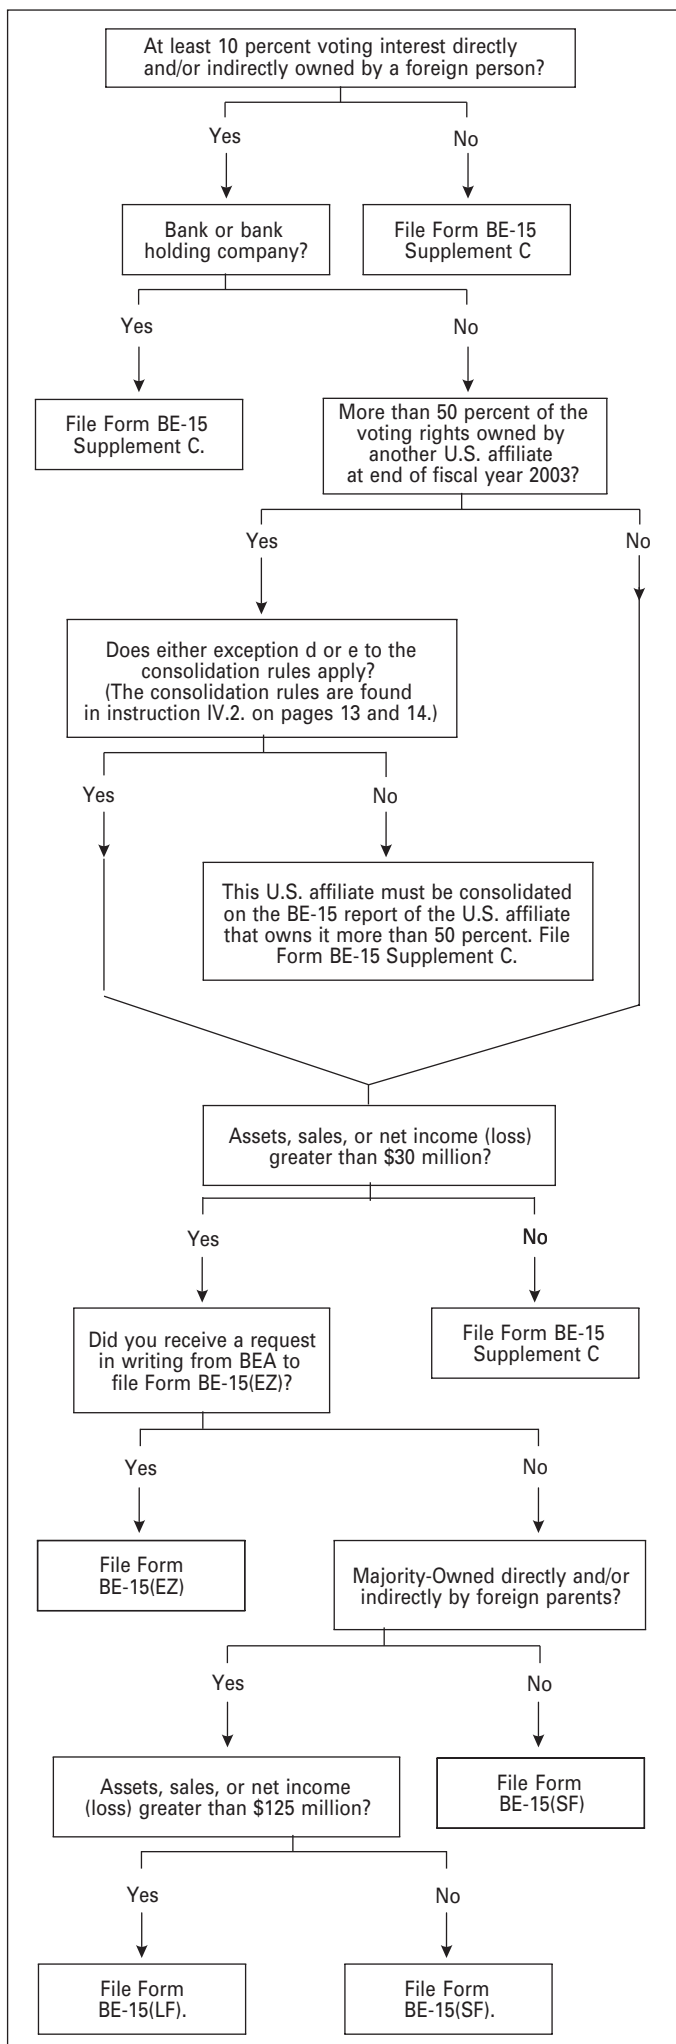 At least 10 percent voting interest directly
and/or indirectly owned by a foreign person?
Yes
No
Bank or bank
holding company?
File Form BE-15
Supplement C
Yes
No
File Form BE-15
Supplement C.
More than 50 percent of the
voting rights owned by
another U.S. affiliate
at end of fiscal year 2003?
Yes
No
Does either exception d or e to the
consolidation rules apply?
(The consolidation rules are found
in instruction IV.2. on pages 13 and 14.)
Yes
No
This U.S. affiliate must be consolidated
on the BE-15 report of the U.S. affiliate
that owns it more than 50 percent. File
Form BE-15 Supplement C.
Assets, sales, or net income (loss)
greater than $30 million?
Yes
No
Did you receive a request
in writing from BEA to
file Form BE-15(EZ)?
File Form BE-15
Supplement C
Yes
No
File Form
BE-15(EZ)
Majority-Owned directly and/or
indirectly by foreign parents?
Yes
No
Assets, sales, or net income
(loss) greater than $125 million?
File Form
BE-15(SF)
Yes
No
File Form
BE-15(LF).
File Form
BE-15(SF).